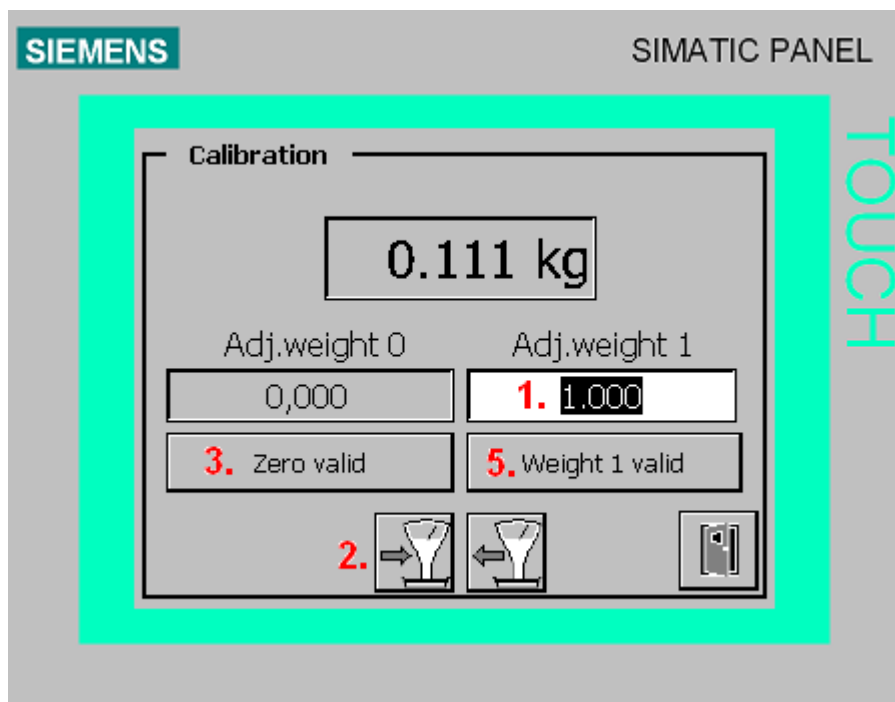 SIEMENS
SIMATIC PANEL
TOUCH
Calibration
0.111 kg
Adj.weight 0
Adj.weight 1
0,000
1. 1.000
3. Zero valid
5. Weight 1 valid
2.